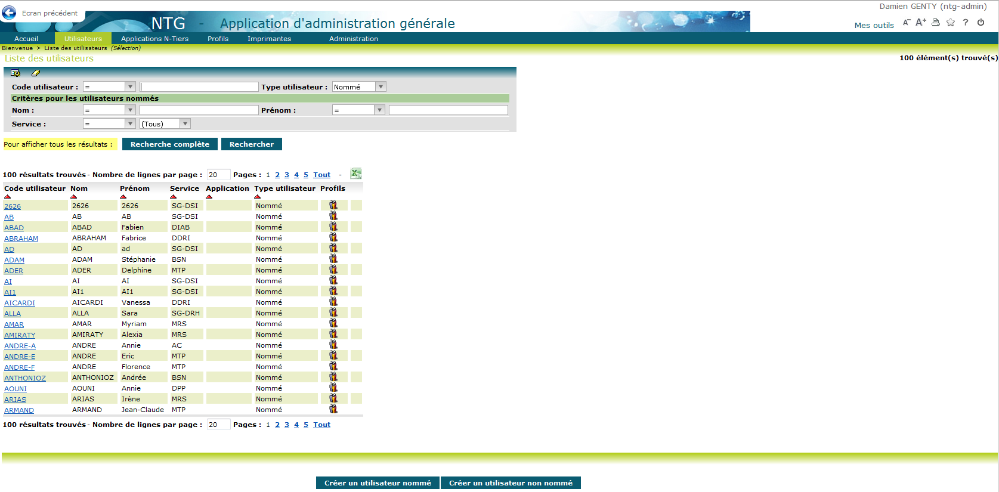 Ecran précédent
Damien GENTY (ntg-admin)
NTG - Application d'administration générale
Mes outils A- A+ ?
Accueil Utilisateurs Applications N-Tiers Profils Imprimantes Administration
Bienvenue > Liste des utilisateurs (Sélection)
Liste des utilisateurs
100 élément(s) trouvé(s)
Code utilisateur : = Type utilisateur : Nommé
Critères pour les utilisateurs nommés
Nom : = Prénom : =
Service : = (Tous)
Pour afficher tous les résultats : Recherche complète Rechercher
100 résultats trouvés - Nombre de lignes par page : 20 Pages : 1 2 3 4 5 Tout -
Code utilisateur Nom Prénom Service Application Type utilisateur Profils
2626 2626 2626 SG-DSI Nommé
AB AB AB SG-DSI Nommé
ABAD ABAD Fabien DIAB Nommé
ABRAHAM ABRAHAM Fabrice DDRI Nommé
AD AD ad SG-DSI Nommé
ADAM ADAM Stéphanie BSN Nommé
ADER ADER Delphine MTP Nommé
AI AI AI SG-DSI Nommé
AI1 AI1 AI1 SG-DSI Nommé
AICARDI AICARDI Vanessa DDRI Nommé
ALLA ALLA Sara SG-DRH Nommé
AMAR AMAR Myriam MRS Nommé
AMIRATY AMIRATY Alexia MRS Nommé
ANDRE-A ANDRE Annie AC Nommé
ANDRE-E ANDRE Eric MTP Nommé
ANDRE-F ANDRE Florence MTP Nommé
ANTHONIOZ ANTHONIOZ Andrée BSN Nommé
AOUNI AOUNI Annie DPP Nommé
ARIAS ARIAS Irène MRS Nommé
ARMAND ARMAND Jean-Claude MTP Nommé
100 résultats trouvés - Nombre de lignes par page : 20 Pages : 1 2 3 4 5 Tout
Créer un utilisateur nommé Créer un utilisateur non nommé